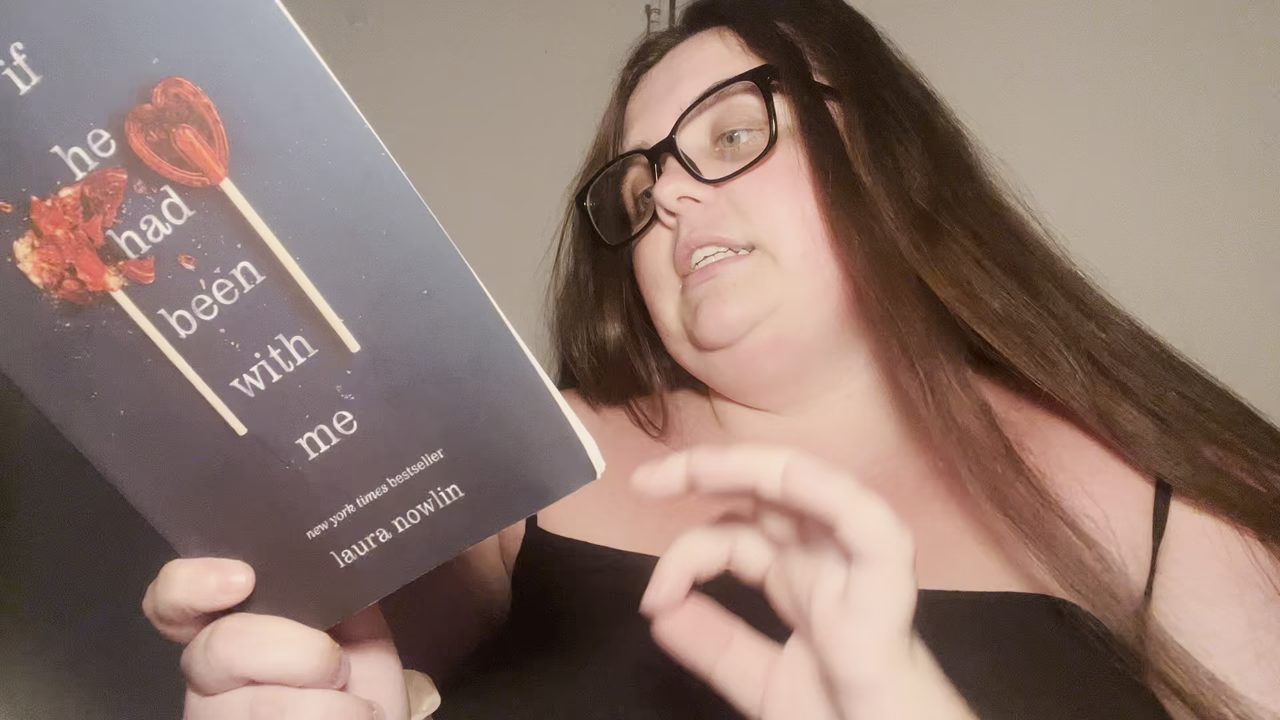 if
he
had
been
with
me
new york times bestseller
laura nowlin